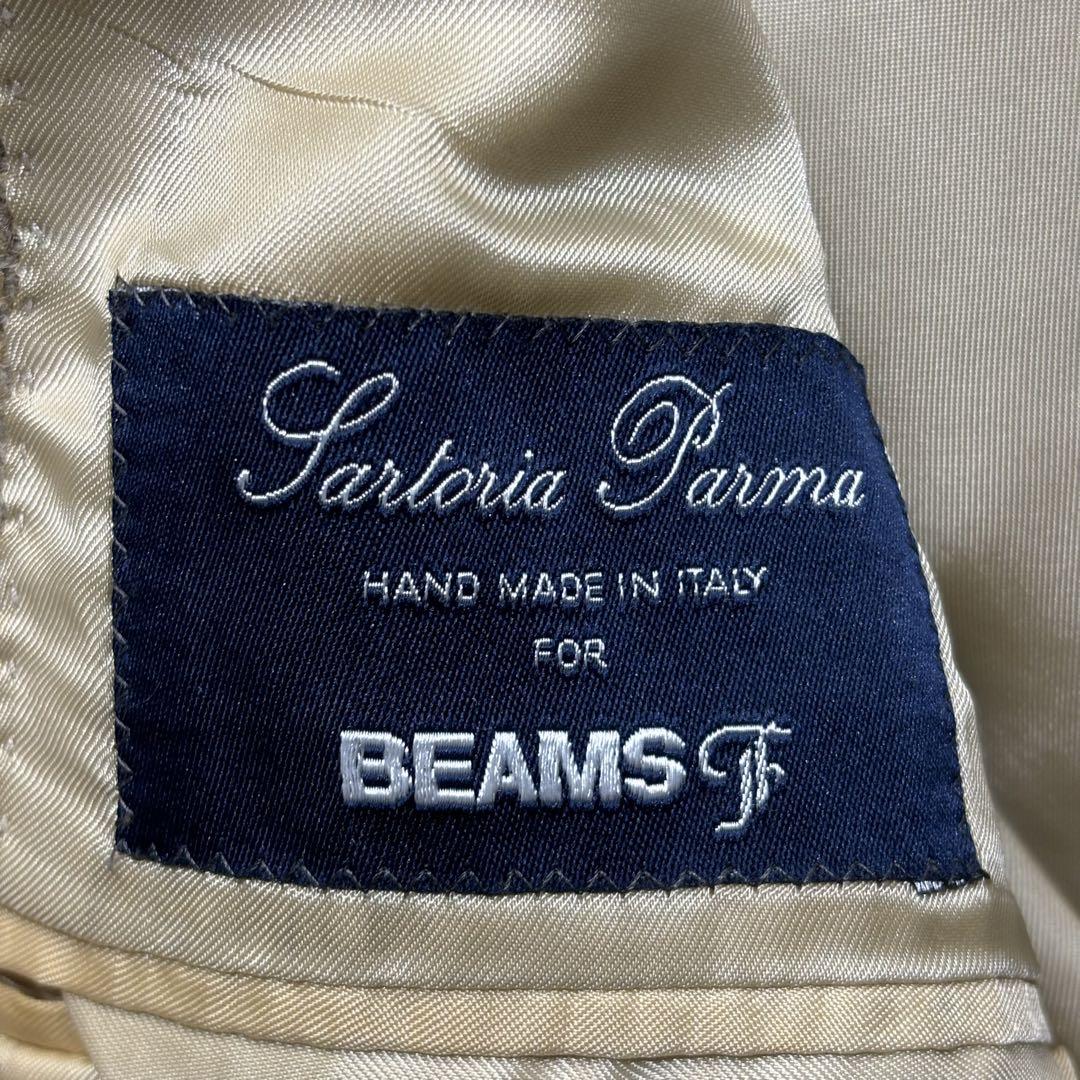 Sartoria Parma
HAND MADE IN ITALY
FOR
BEAMS F